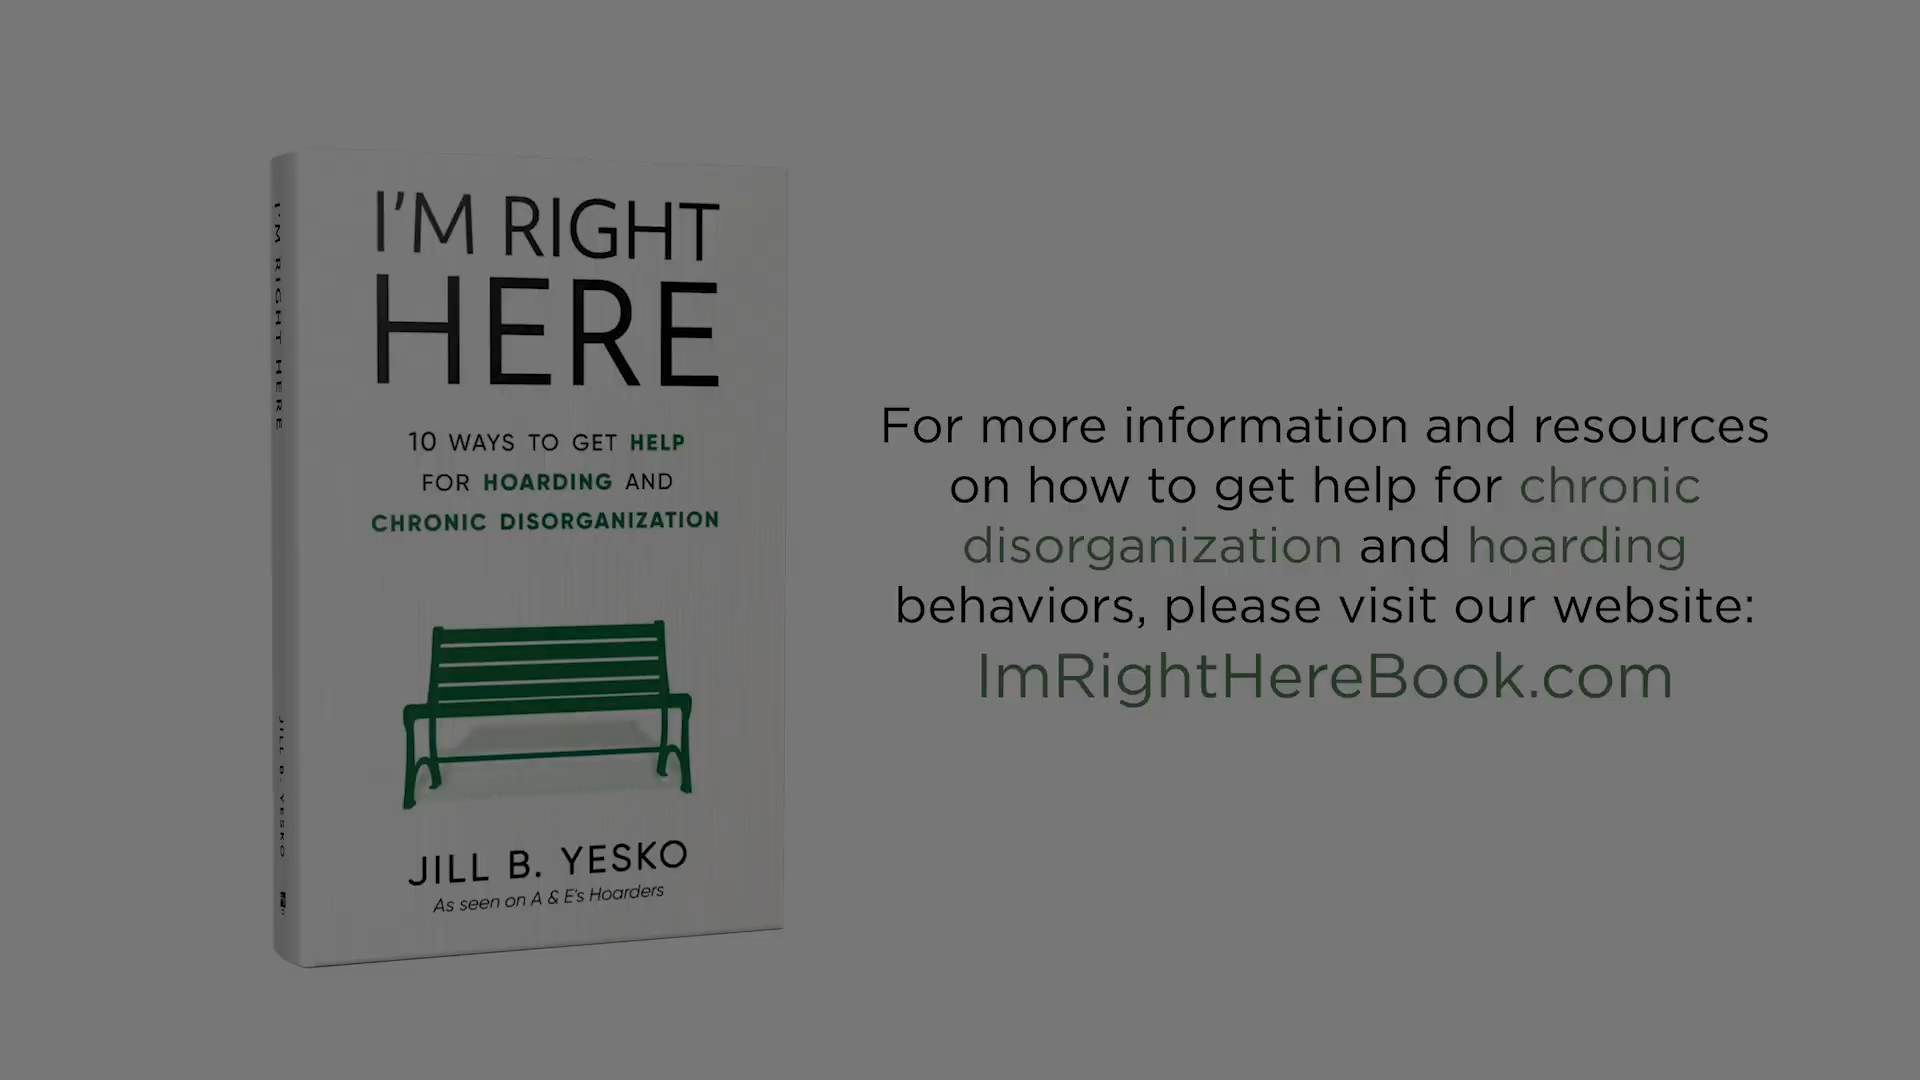 I'M RIGHT HERE
JILL B. YESKO
I'M RIGHT
HERE
10 WAYS TO GET HELP
FOR HOARDING AND
CHRONIC DISORGANIZATION
JILL B. YESKO
As seen on A & E's Hoarders
For more information and resources
on how to get help for chronic
disorganization and hoarding
behaviors, please visit our website:
ImRightHereBook.com